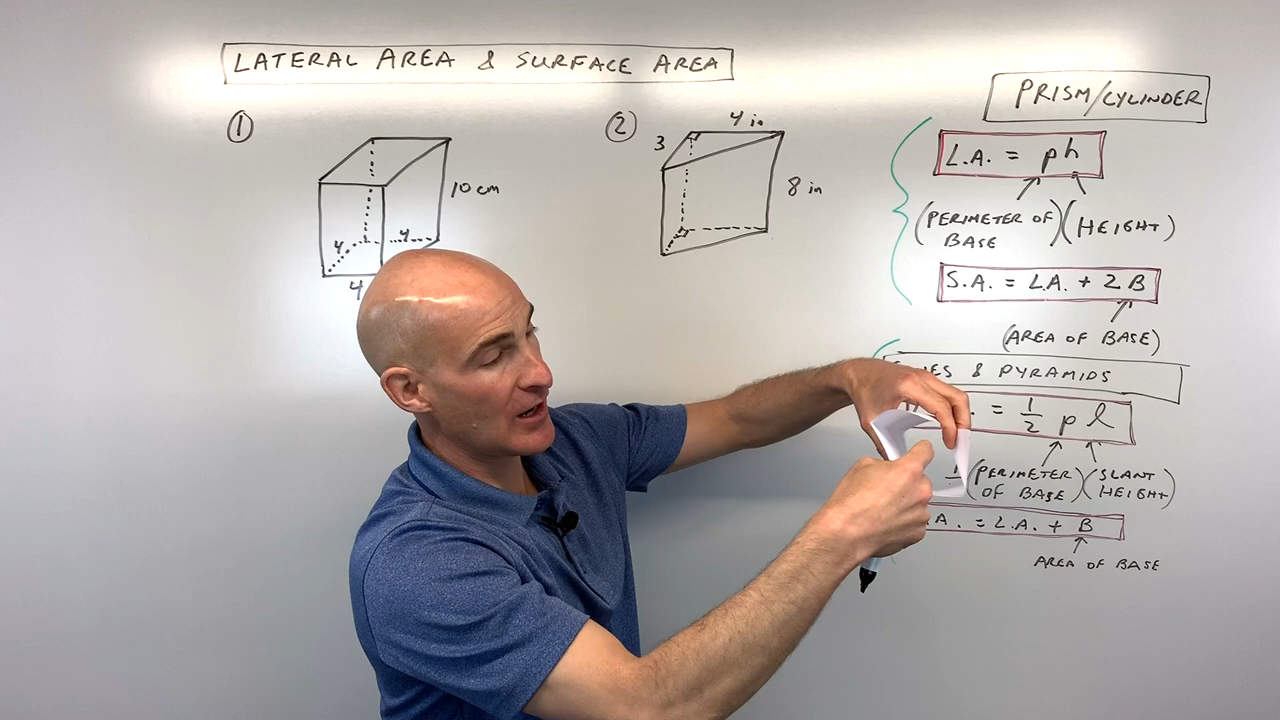 LATERAL AREA & SURFACE AREA
①
10 cm
4
4
4
②
4 in
3
8 in
PRISM/CYLINDER
L.A. = ph
(PERIMETER OF BASE)(HEIGHT)
S.A. = L.A. + 2B
(AREA OF BASE)
& PYRAMIDS
= 1/2 p l
(PERIMETER OF BASE)(SLANT HEIGHT)
A. = L.A. + B
AREA OF BASE